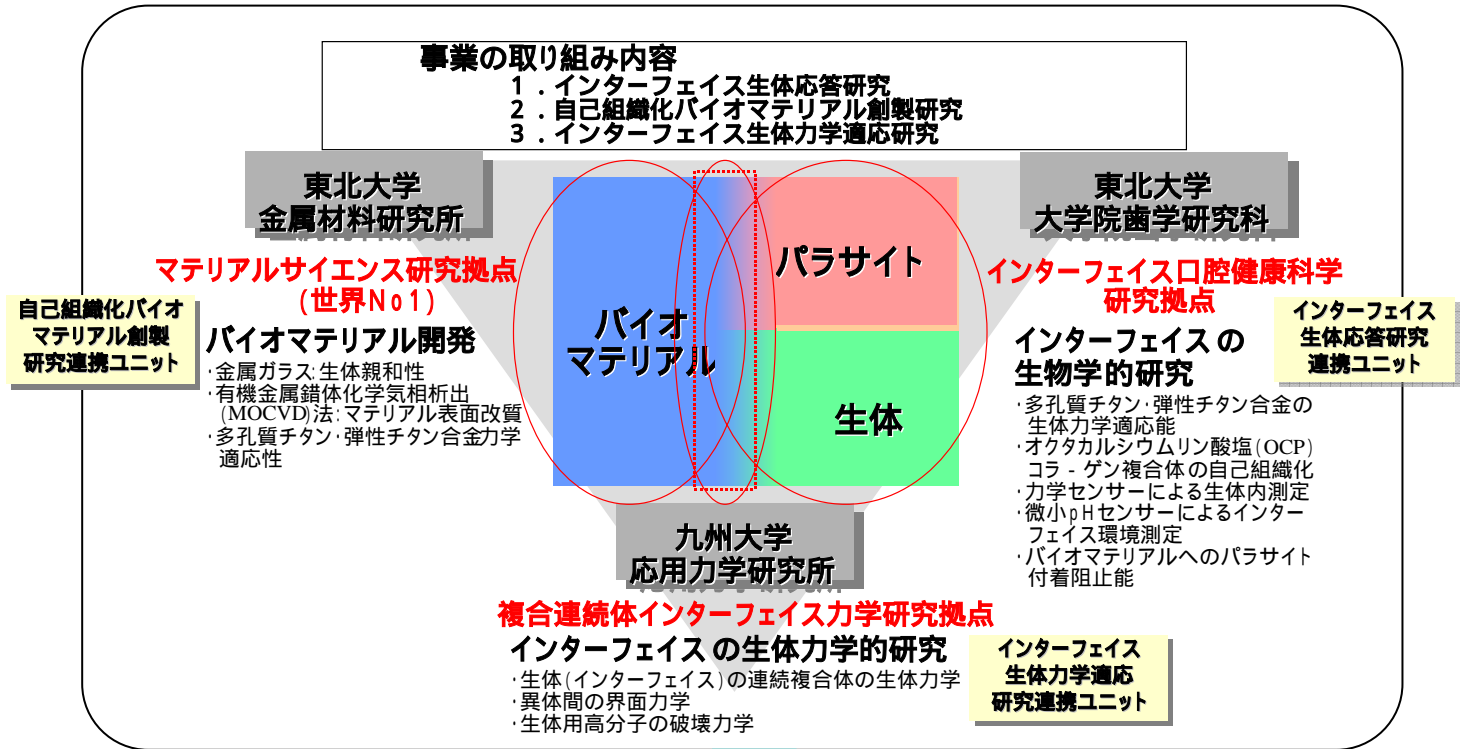 事業の取り組み内容
1．インターフェイス生体応答研究
2．自己組織化バイオマテリアル創製研究
3．インターフェイス生体力学適応研究
東北大学
金属材料研究所
マテリアルサイエンス研究拠点
(世界No1)
自己組織化バイオ
マテリアル創製
研究連携ユニット
バイオマテリアル開発
・金属ガラス:生体親和性
・有機金属錯体化学気相析出
(MOCVD)法:マテリアル表面改質
・多孔質チタン・弾性チタン合金力学
適応性
バイオ
マテリアル
パラサイト
生体
東北大学
大学院歯学研究科
インターフェイス口腔健康科学
研究拠点
インターフェイス
生体応答研究
連携ユニット
インターフェイスの
生物学的研究
・多孔質チタン・弾性チタン合金の
生体力学適応能
・オクタカルシウムリン酸塩(OCP)
コラ-ゲン複合体の自己組織化
・力学センサーによる生体内測定
・微小pHセンサーによるインター
フェイス環境測定
・バイオマテリアルへのパラサイト
付着阻止能
九州大学
応用力学研究所
複合連続体インターフェイス力学研究拠点
インターフェイスの生体力学的研究
・生体(インターフェイス)の連続複合体の生体力学
・異体間の界面力学
・生体用高分子の破壊力学
インターフェイス
生体力学適応
研究連携ユニット